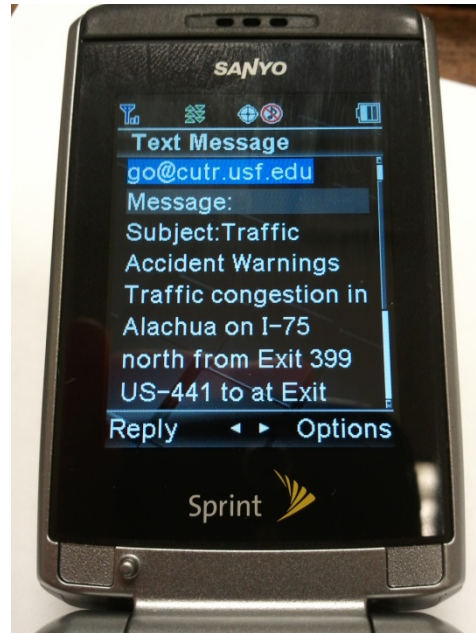 SANYO
Text Message
go@cutr.usf.edu
Message:
Subject:Traffic
Accident Warnings
Traffic congestion in
Alachua on I-75
north from Exit 399
US-441 to at Exit
Reply Options
Sprint